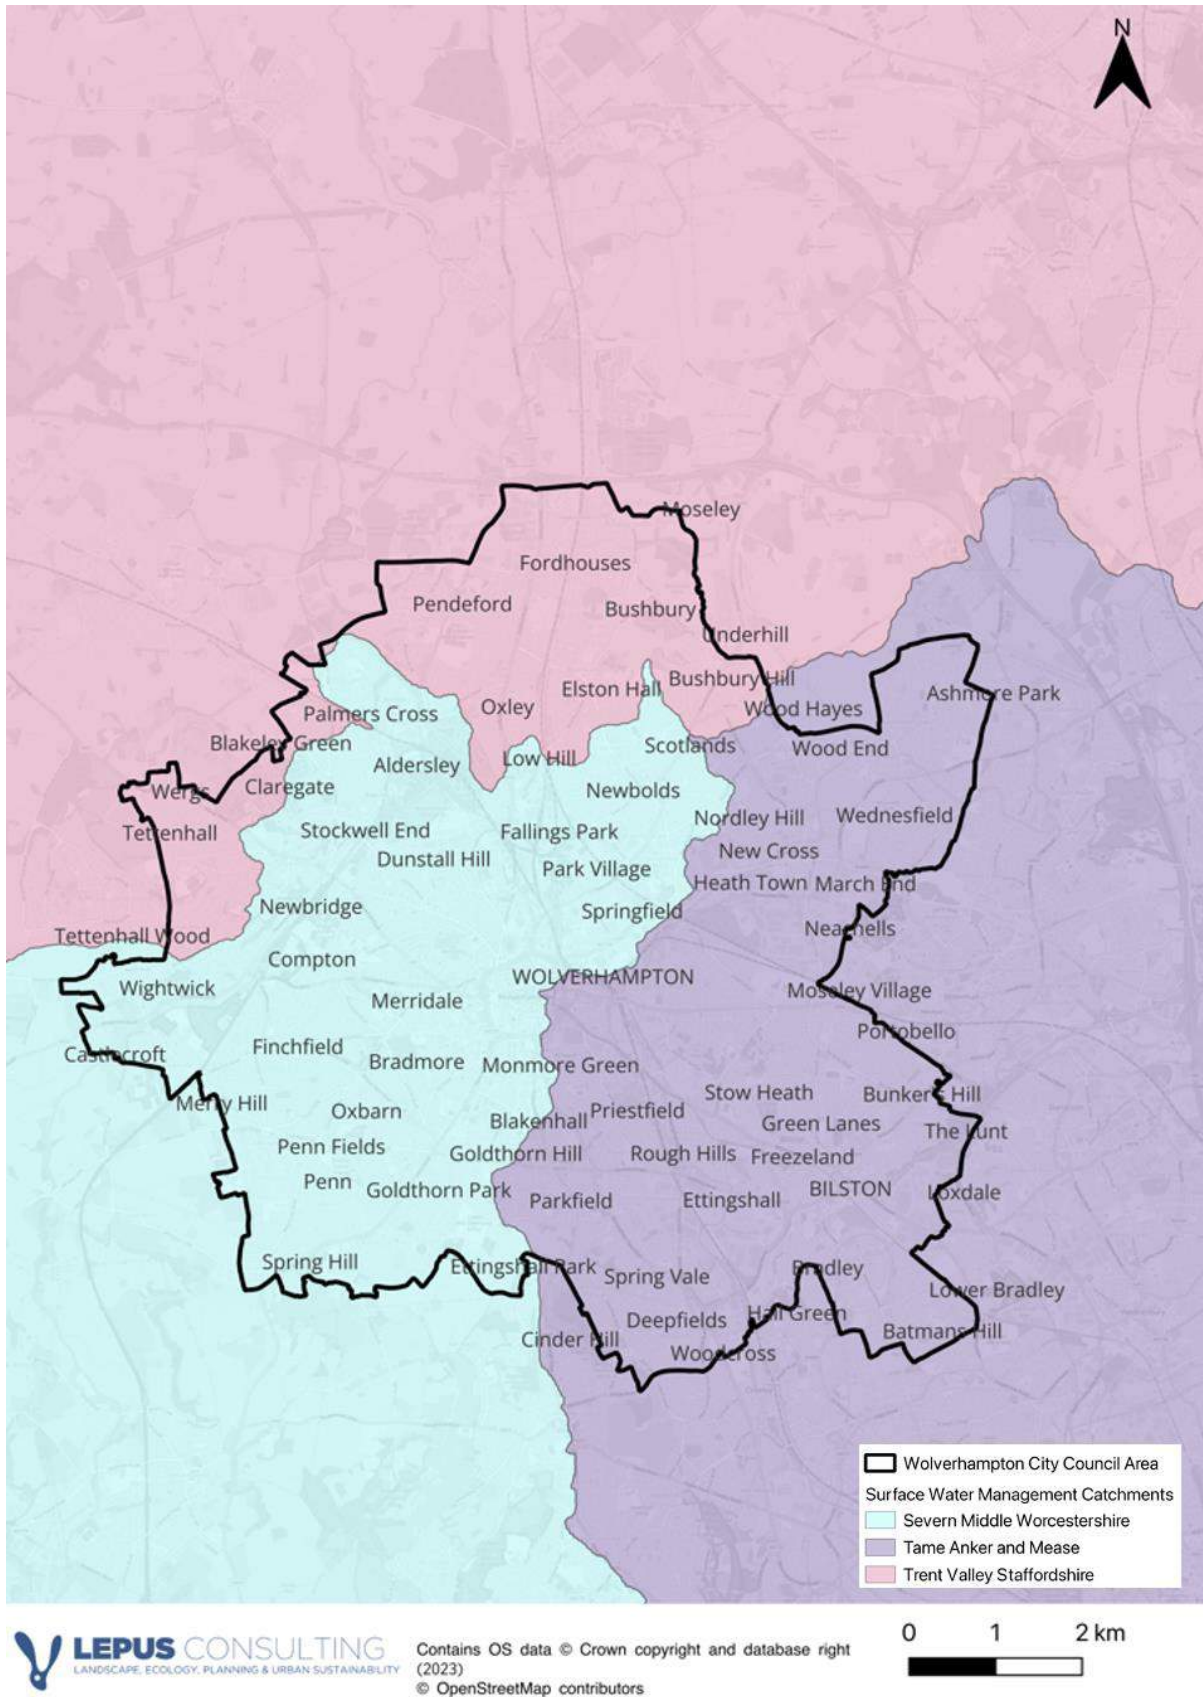 N
Moseley
Fordhouses
Pendeford
Bushbury
Underhill
Bushbury Hill
Elston Hall
Ashmore Park
Oxley
Wood Hayes
Palmers Cross
Blakeley Green
Scotlands
Wood End
Low Hill
Aldersley
Claregate
Wergs
Newbolds
Wednesfield
Nordley Hill
Tettenhall
Stockwell End
Fallings Park
New Cross
Dunstall Hill
Park Village
Heath Town
March End
Newbridge
Springfield
Neachells
Tettenhall Wood
Compton
WOLVERHAMPTON
Wightwick
Moseley Village
Merridale
Portobello
Finchfield
Castlecroft
Bradmore
Monmore Green
Stow Heath
Bunker's Hill
Merry Hill
Oxbarn
Priestfield
Blakenhall
Green Lanes
The Lunt
Penn Fields
Goldthorn Hill
Rough Hills
Freezeland
Penn
Goldthorn Park
BILSTON
Loxdale
Parkfield
Ettingshall
Spring Hill
Ettingshall Park
Bradley
Spring Vale
Lower Bradley
Hall Green
Deepfields
Batmans Hill
Cinder Hill
Woodcross
Wolverhampton City Council Area
Surface Water Management Catchments
Severn Middle Worcestershire
Tame Anker and Mease
Trent Valley Staffordshire
LEPUS CONSULTING
LANDSCAPE, ECOLOGY, PLANNING & URBAN SUSTAINABILITY
Contains OS data © Crown copyright and database right
(2023)
© OpenStreetMap contributors
0 1 2 km